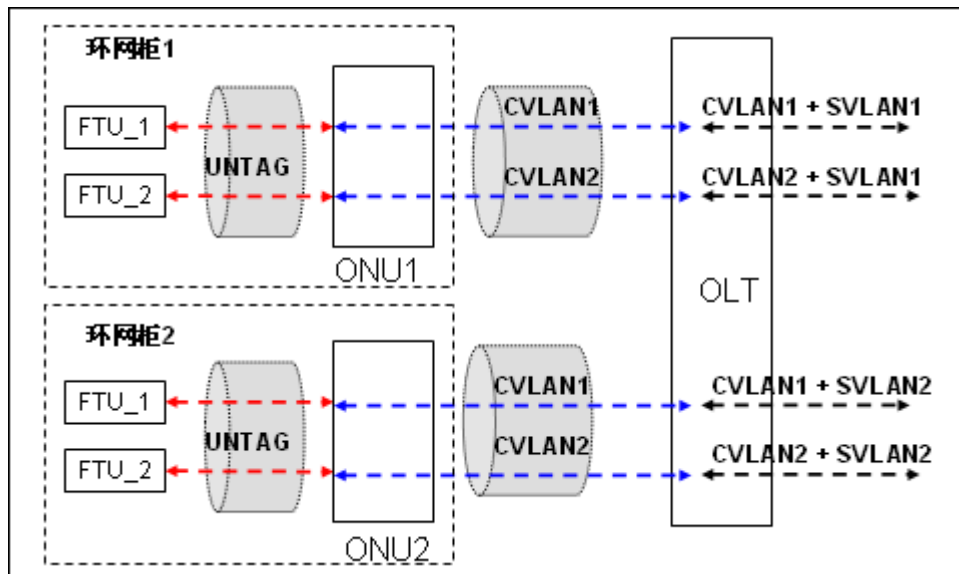 环网柜1
FTU_1
UNTAG
FTU_2
ONU1
CVLAN1
CVLAN2
CVLAN1 + SVLAN1
CVLAN2 + SVLAN1
OLT
环网柜2
FTU_1
UNTAG
FTU_2
ONU2
CVLAN1
CVLAN2
CVLAN1 + SVLAN2
CVLAN2 + SVLAN2